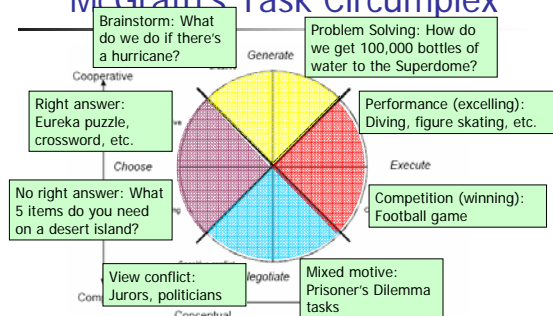 McGrath's Task Circumplex
Brainstorm: What
do we do if there's
a hurricane?
Problem Solving: How do
we get 100,000 bottles of
water to the Superdome?
Generate
Cooperative
Right answer:
Eureka puzzle,
crossword, etc.
Performance (excelling):
Diving, figure skating, etc.
Choose
Execute
No right answer: What
5 items do you need
on a desert island?
Competition (winning):
Football game
View conflict:
Jurors, politicians
Negotiate
Mixed motive:
Prisoner's Dilemma
tasks
Conceptual